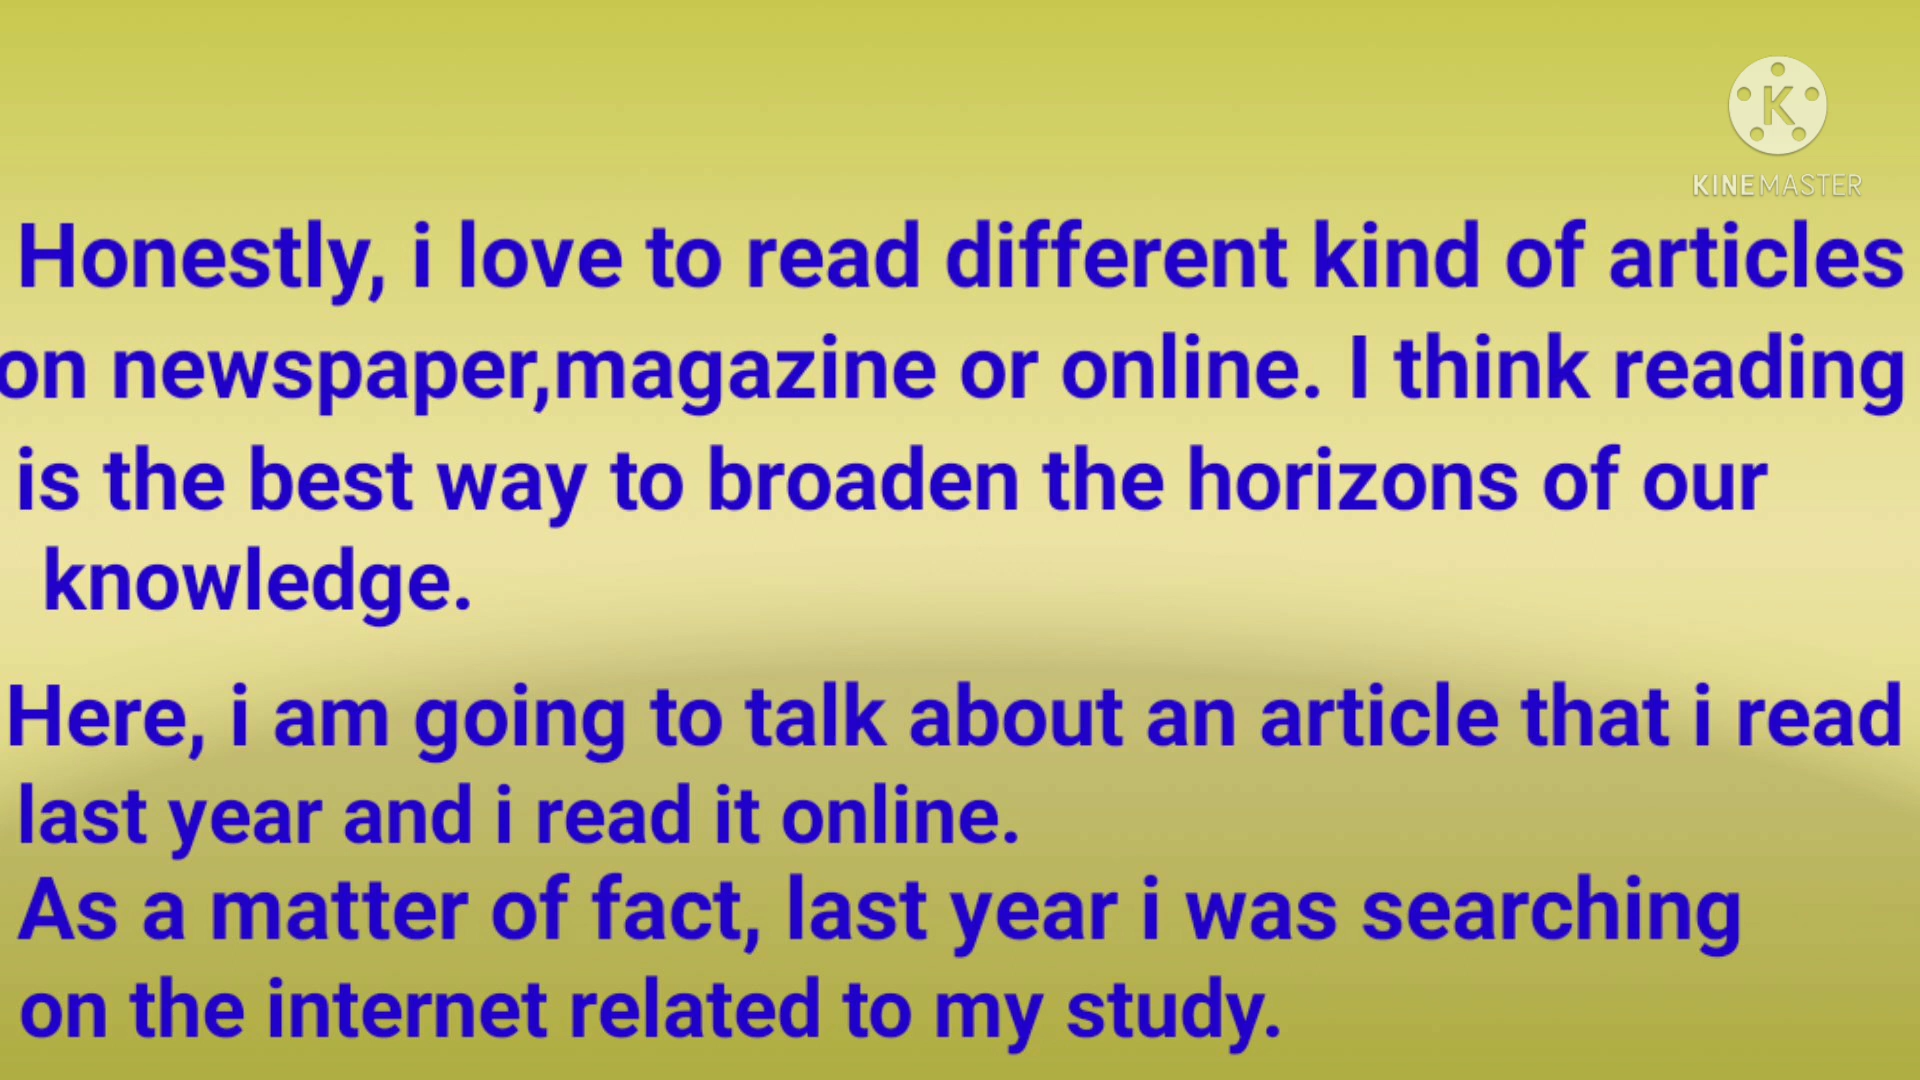 K
KINEMASTER
Honestly, i love to read different kind of articles
on newspaper,magazine or online. I think reading
is the best way to broaden the horizons of our
knowledge.
Here, i am going to talk about an article that i read
last year and i read it online.
As a matter of fact, last year i was searching
on the internet related to my study.